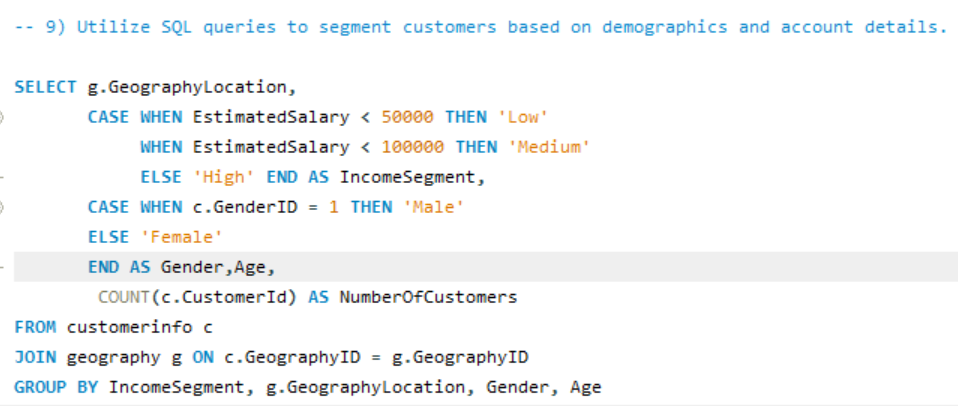 -- 9) Utilize SQL queries to segment customers based on demographics and account details.
SELECT g.GeographyLocation,
CASE WHEN EstimatedSalary < 50000 THEN 'Low'
WHEN EstimatedSalary < 100000 THEN 'Medium'
ELSE 'High' END AS IncomeSegment,
CASE WHEN c.GenderID = 1 THEN 'Male'
ELSE 'Female'
END AS Gender,Age,
COUNT(c.CustomerId) AS NumberOfCustomers
FROM customerinfo c
JOIN geography g ON c.GeographyID = g.GeographyID
GROUP BY IncomeSegment, g.GeographyLocation, Gender, Age